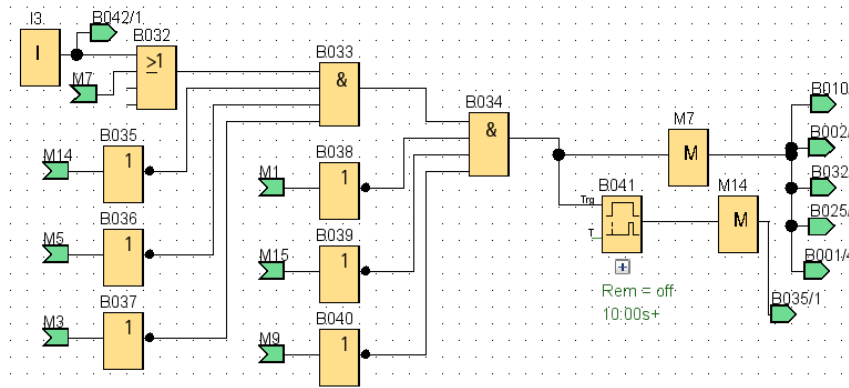 I3.
B042/1
B032
I
≥1
M7
B033
&
B034
&
M7
M
B010
B002/
B032
B025/
B001/4
B035
M14
1
B038
M1
1
B041
Trg
T
M14
M
B036
M5
1
B039
M15
1
Rem = off
10:00s+
B035/1
B037
M3
1
B040
M9
1